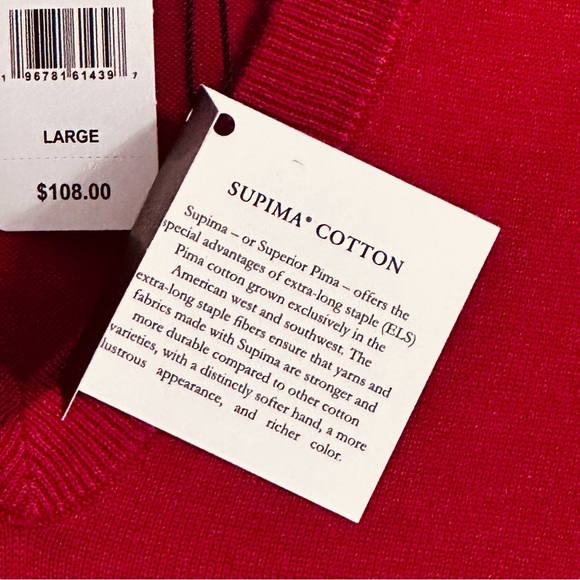 1 96781 61439 7
LARGE
$108.00
SUPIMA® COTTON
Supima – or Superior Pima – offers the
special advantages of extra-long staple (ELS)
Pima cotton grown exclusively in the
American west and southwest. The
extra-long staple fibers ensure that yarns and
fabrics made with Supima are stronger and
more durable compared to other cotton
varieties, with a distinctly softer hand, a more
lustrous appearance, and richer color.